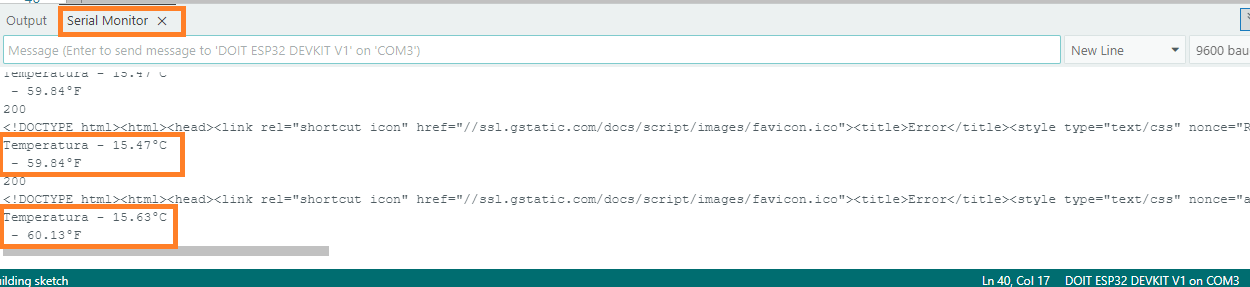 Output Serial Monitor ×
Message (Enter to send message to 'DOIT ESP32 DEVKIT V1' on 'COM3') New Line 9600 bau
Temperatura - 15.47°C
- 59.84°F
200
<!DOCTYPE html><html><head><link rel="shortcut icon" href="//ssl.gstatic.com/docs/script/images/favicon.ico"><title>Error</title><style type="text/css" nonce="R
Temperatura - 15.47°C
- 59.84°F
200
<!DOCTYPE html><html><head><link rel="shortcut icon" href="//ssl.gstatic.com/docs/script/images/favicon.ico"><title>Error</title><style type="text/css" nonce="a
Temperatura - 15.63°C
- 60.13°F
uilding sketch Ln 40, Col 17 DOIT ESP32 DEVKIT V1 on COM3